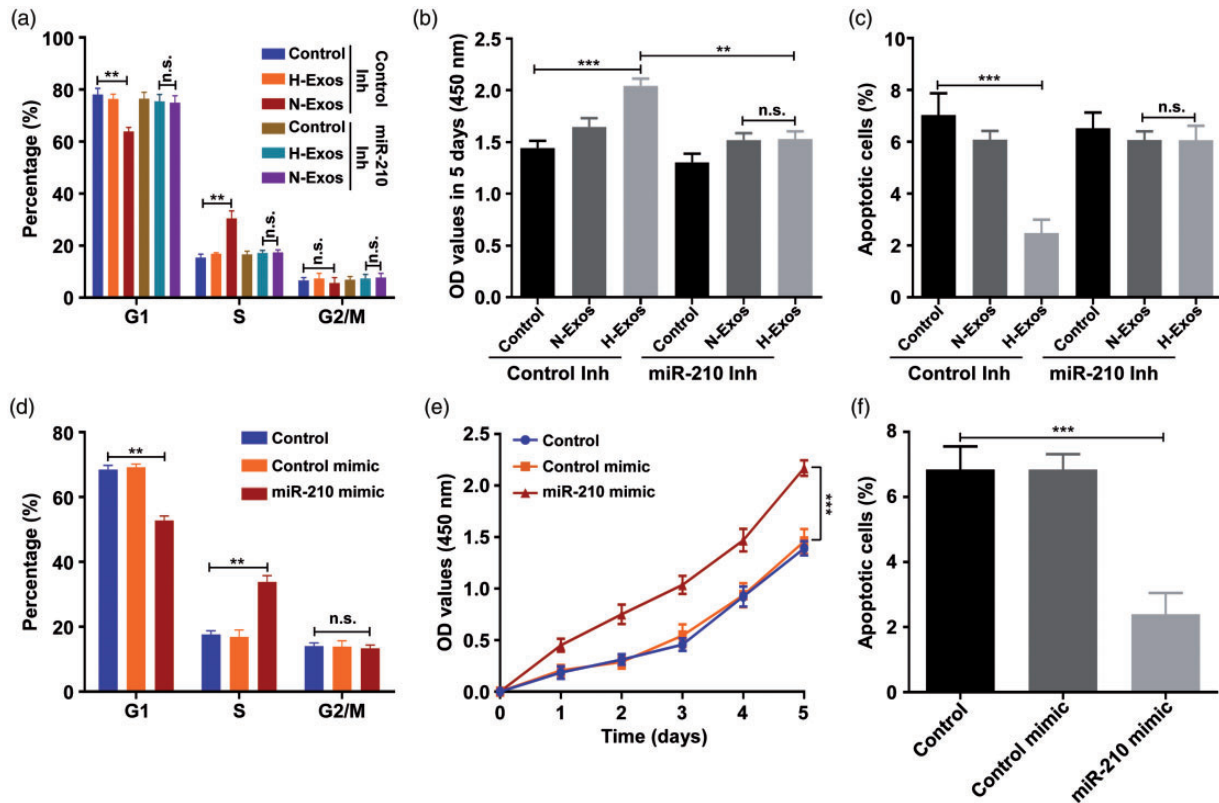 (a)
100
80
60
40
20
0
Percentage (%)
**
n.s.
**
n.s.
n.s.
n.s.
G1
S
G2/M
Control
H-Exos
N-Exos
Control
H-Exos
N-Exos
Control
Inh
miR-210
Inh
(b)
2.5
2.0
1.5
1.0
0.5
0.0
OD values in 5 days (450 nm)
***
**
n.s.
Control
N-Exos
H-Exos
Control
N-Exos
H-Exos
Control Inh
miR-210 Inh
(c)
10
8
6
4
2
0
Apoptotic cells (%)
***
n.s.
Control
N-Exos
H-Exos
Control
N-Exos
H-Exos
Control Inh
miR-210 Inh
(d)
80
60
40
20
0
Percentage (%)
**
**
n.s.
G1
S
G2/M
Control
Control mimic
miR-210 mimic
(e)
2.5
2.0
1.5
1.0
0.5
0.0
OD values (450 nm)
Control
Control mimic
miR-210 mimic
***
0 1 2 3 4 5
Time (days)
(f)
8
6
4
2
0
Apoptotic cells (%)
***
Control
Control mimic
miR-210 mimic